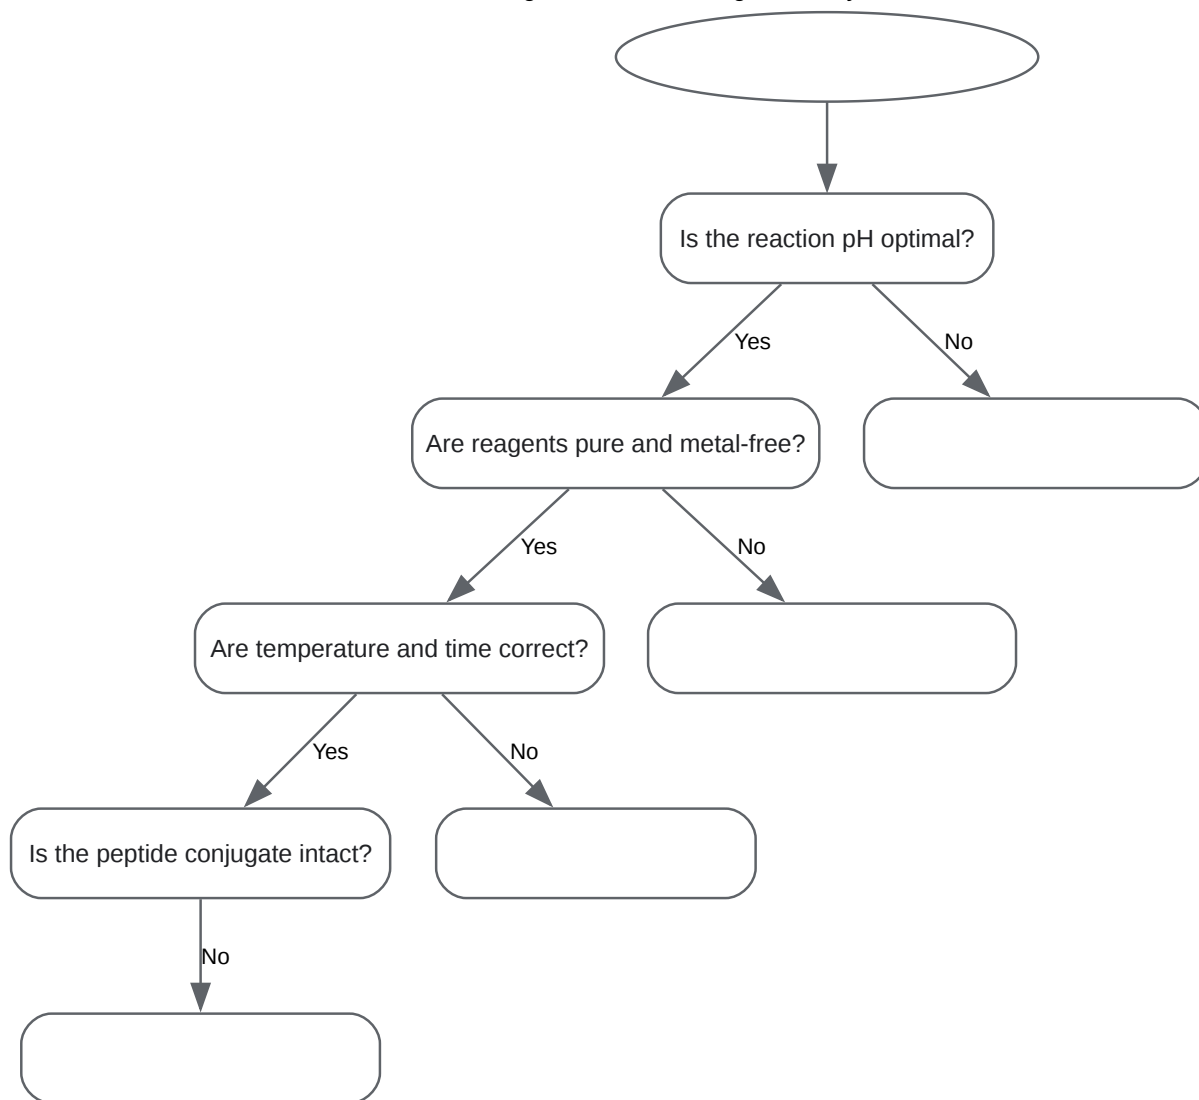 Is the reaction pH optimal?
Yes
No
Are reagents pure and metal-free?
Yes
No
Are temperature and time correct?
Yes
No
Is the peptide conjugate intact?
No